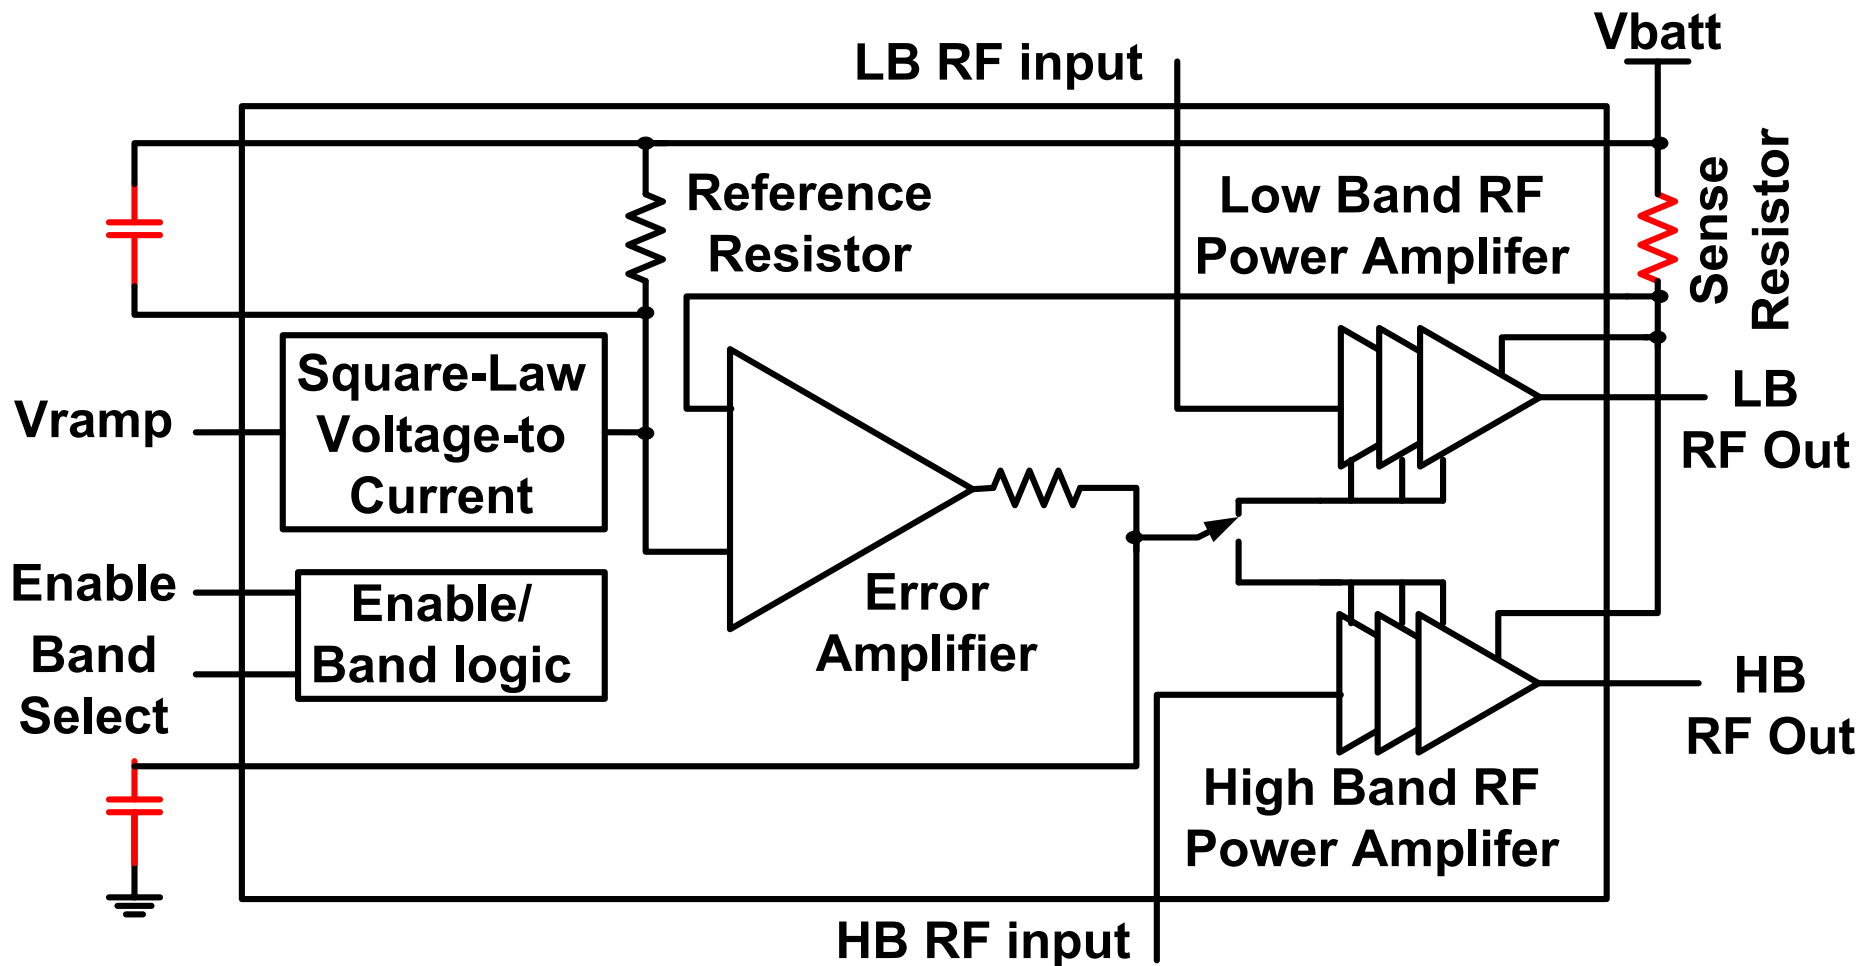 Vbatt
LB RF input
Reference
Resistor
Low Band RF
Power Amplifer
Sense
Resistor
Square-Law
Voltage-to
Current
Vramp
LB
RF Out
Enable
Band
Select
Enable/
Band logic
Error
Amplifier
HB
RF Out
High Band RF
Power Amplifer
HB RF input